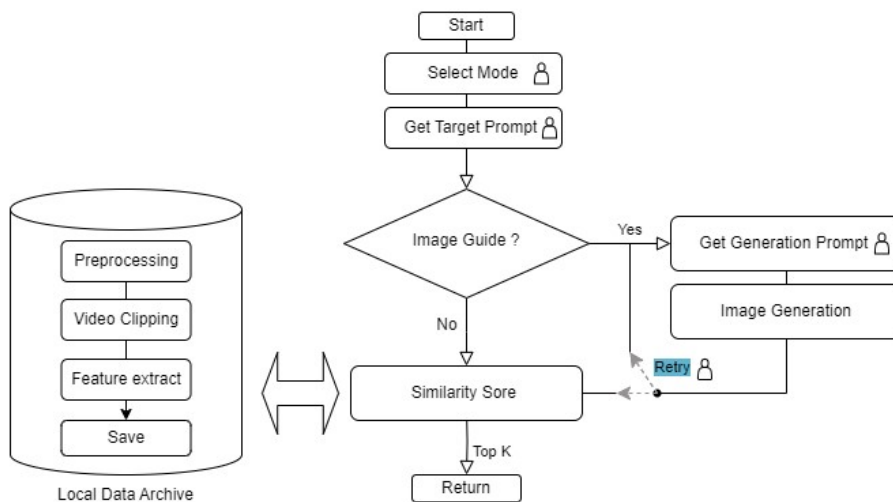 Start
Select Mode
Get Target Prompt
Image Guide ?
Yes
Get Generation Prompt
Image Generation
No
Retry
Similarity Sore
Top K
Return
Preprocessing
Video Clipping
Feature extract
Save
Local Data Archive